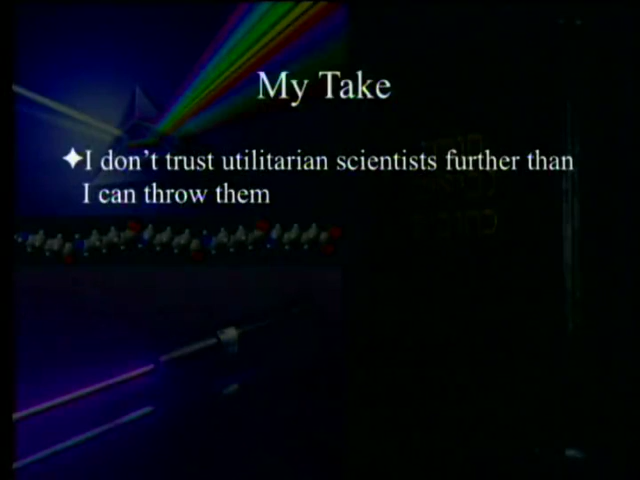 My Take
✦I don't trust utilitarian scientists further than
I can throw them